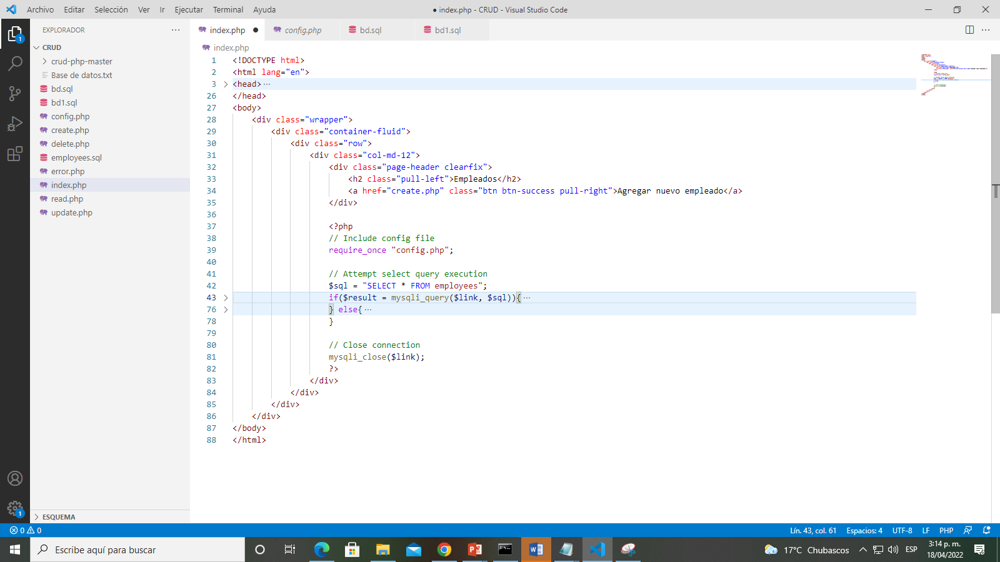 Archivo Editar Selección Ver Ir Ejecutar Terminal Ayuda
● index.php - CRUD - Visual Studio Code
EXPLORADOR
CRUD
crud-php-master
Base de datos.txt
bd.sql
bd1.sql
config.php
create.php
delete.php
employees.sql
error.php
index.php
read.php
update.php
ESQUEMA
index.php config.php bd.sql bd1.sql
index.php
1 <!DOCTYPE html>
2 <html lang="en">
3 <head>···
26 </head>
27 <body>
28 <div class="wrapper">
29 <div class="container-fluid">
30 <div class="row">
31 <div class="col-md-12">
32 <div class="page-header clearfix">
33 <h2 class="pull-left">Empleados</h2>
34 <a href="create.php" class="btn btn-success pull-right">Agregar nuevo empleado</a>
35 </div>
36
37 <?php
38 // Include config file
39 require_once "config.php";
40
41 // Attempt select query execution
42 $sql = "SELECT * FROM employees";
43 if($result = mysqli_query($link, $sql)){···
76 } else{···
78 }
79
80 // Close connection
81 mysqli_close($link);
82 ?>
83 </div>
84 </div>
85 </div>
86 </div>
87 </body>
88 </html>
1
1
0 0
Lín. 43, col. 61 Espacios: 4 UTF-8 LF PHP
Escribe aquí para buscar
17°C Chubascos ESP
3:14 p. m.
18/04/2022